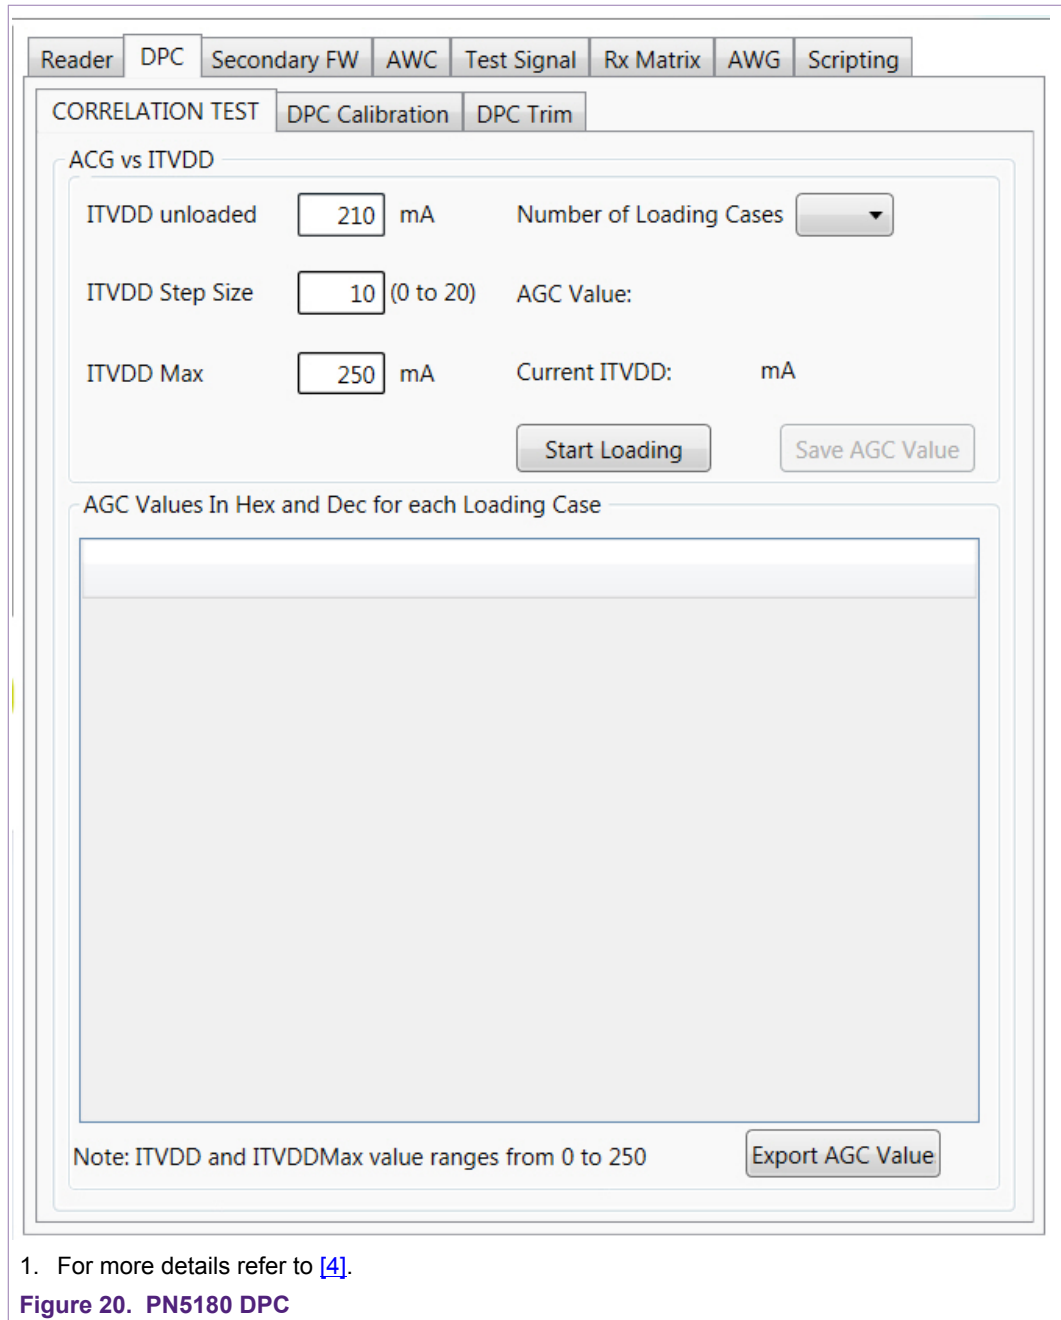 Reader DPC Secondary FW AWC Test Signal Rx Matrix AWG Scripting
CORRELATION TEST DPC Calibration DPC Trim
ACG vs ITVDD
ITVDD unloaded 210 mA Number of Loading Cases
ITVDD Step Size 10 (0 to 20) AGC Value:
ITVDD Max 250 mA Current ITVDD: mA
Start Loading Save AGC Value
AGC Values In Hex and Dec for each Loading Case
Note: ITVDD and ITVDDMax value ranges from 0 to 250 Export AGC Value
1. For more details refer to [4].
Figure 20. PN5180 DPC